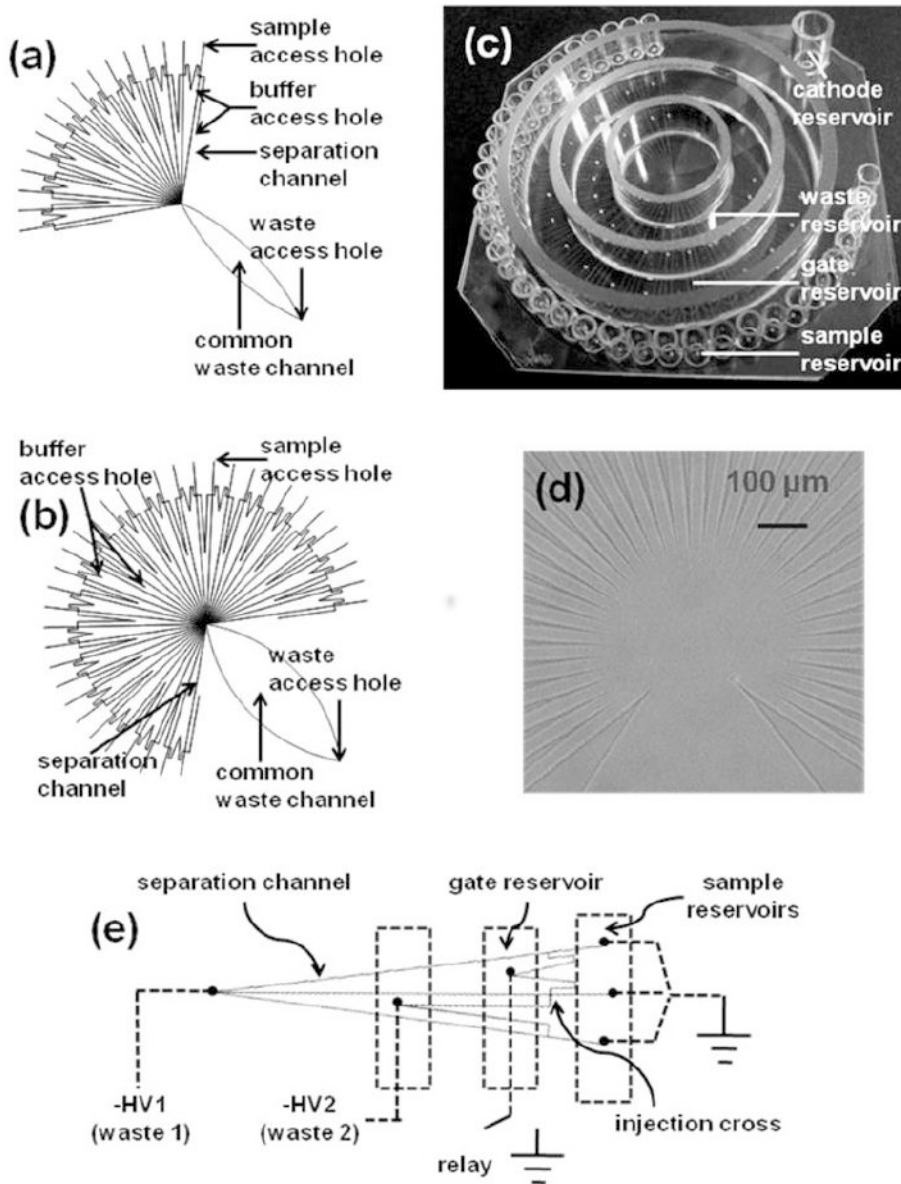 (a)
sample
access hole
buffer
access hole
separation
channel
waste
access hole
common
waste channel
(c)
cathode
reservoir
waste
reservoir
gate
reservoir
sample
reservoir
buffer
access hole
sample
access hole
(b)
waste
access hole
separation
channel
common
waste channel
(d)
100 µm
separation channel
gate reservoir
sample
reservoirs
(e)
-HV1
(waste 1)
-HV2
(waste 2)
relay
injection cross